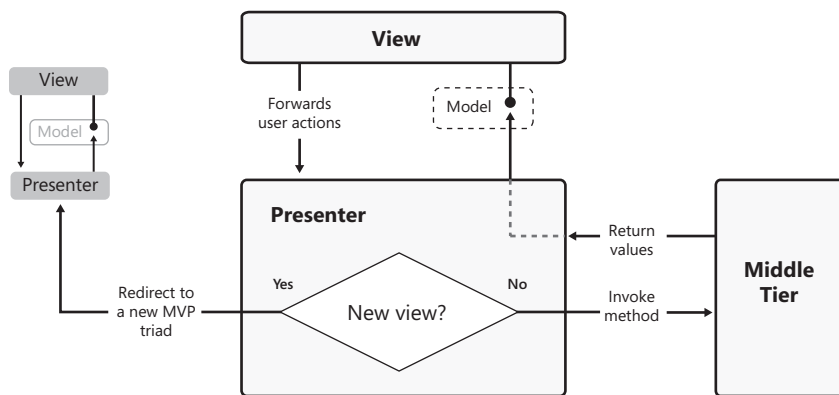 View
View
Model
Presenter
Forwards
user actions
Model
Presenter
Return
values
Middle
Tier
Yes
No
New view?
Redirect to
a new MVP
triad
Invoke
method